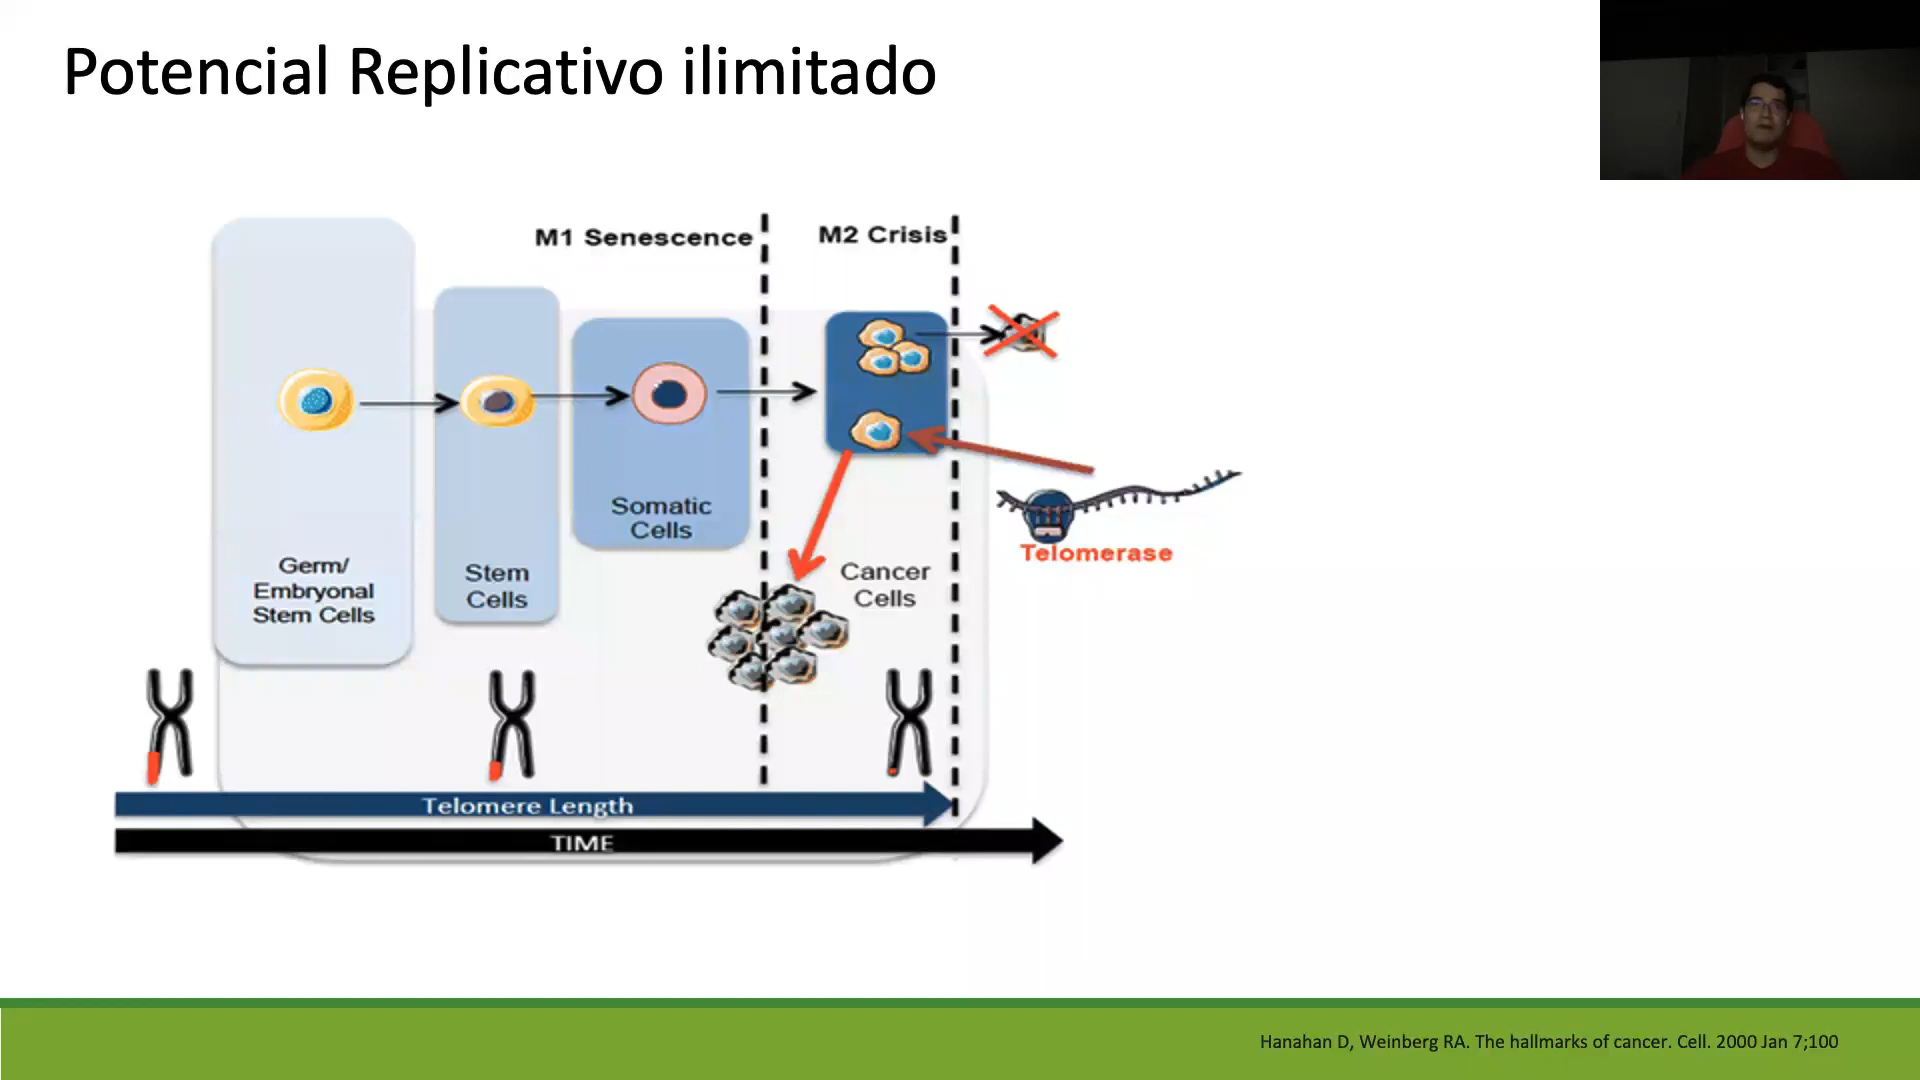 Potencial Replicativo ilimitado
M1 Senescence
M2 Crisis
Somatic
Cells
Germ/
Embryonal
Stem Cells
Stem
Cells
Cancer
Cells
Telomerase
Telomere Length
TIME
Hanahan D, Weinberg RA. The hallmarks of cancer. Cell. 2000 Jan 7;100